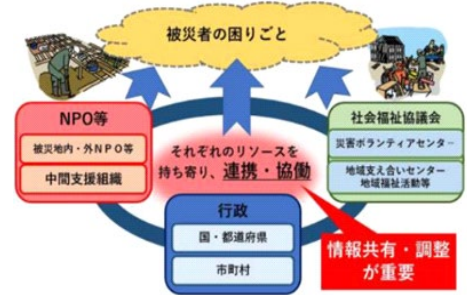 被災者の困りごと
NPO等
被災地内・外NPO等
中間支援組織
それぞれのリソースを
持ち寄り、連携・協働
社会福祉協議会
災害ボランティアセンター
地域支え合いセンター
地域福祉活動等
行政
国・都道府県
市町村
情報共有・調整
が重要